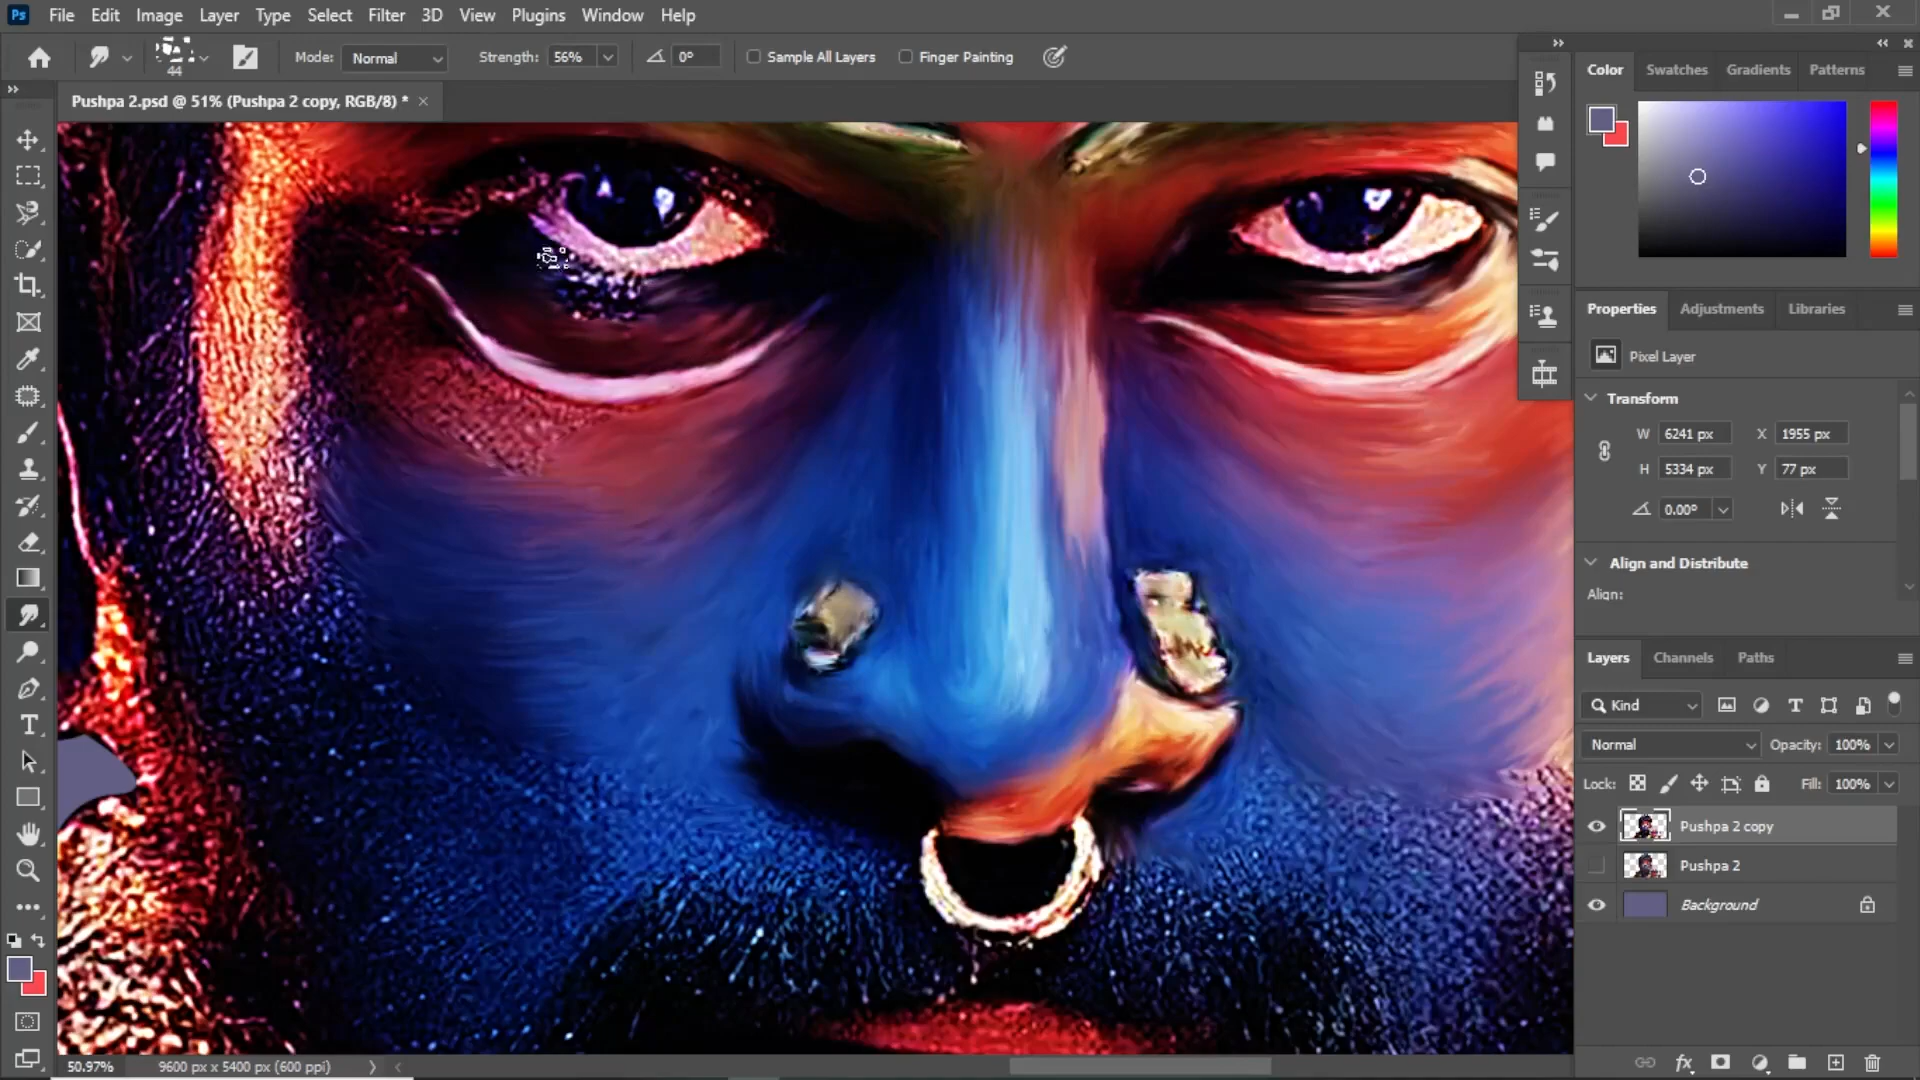 Ps File Edit Image Layer Type Select Filter 3D View Plugins Window Help
44 Mode: Normal Strength: 56% 0° Sample All Layers Finger Painting
Pushpa 2.psd @ 51% (Pushpa 2 copy, RGB/8) *
Color Swatches Gradients Patterns
Properties Adjustments Libraries
Pixel Layer
Transform
W 6241 px X 1955 px
H 5334 px Y 77 px
0.00°
Align and Distribute
Align:
Layers Channels Paths
Kind
Normal Opacity: 100%
Lock: Fill: 100%
Pushpa 2 copy
Pushpa 2
Background
fx
50.97% 9600 px x 5400 px (600 ppi)